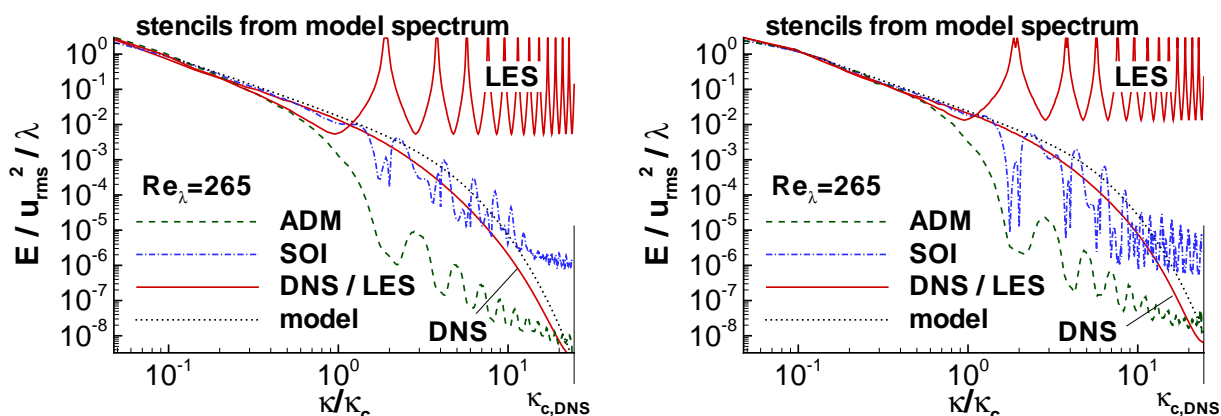 stencils from model spectrum
10^0
10^-1
10^-2
10^-3
10^-4
10^-5
10^-6
10^-7
10^-8
E / u_rms^2 / λ
LES
Re_λ=265
ADM
SOI
DNS / LES
model
DNS
10^-1
10^0
10^1
κ/κ_c
κ_c,DNS
stencils from model spectrum
10^0
10^-1
10^-2
10^-3
10^-4
10^-5
10^-6
10^-7
10^-8
E / u_rms^2 / λ
LES
Re_λ=265
ADM
SOI
DNS / LES
model
DNS
10^-1
10^0
10^1
κ/κ_c
κ_c,DNS